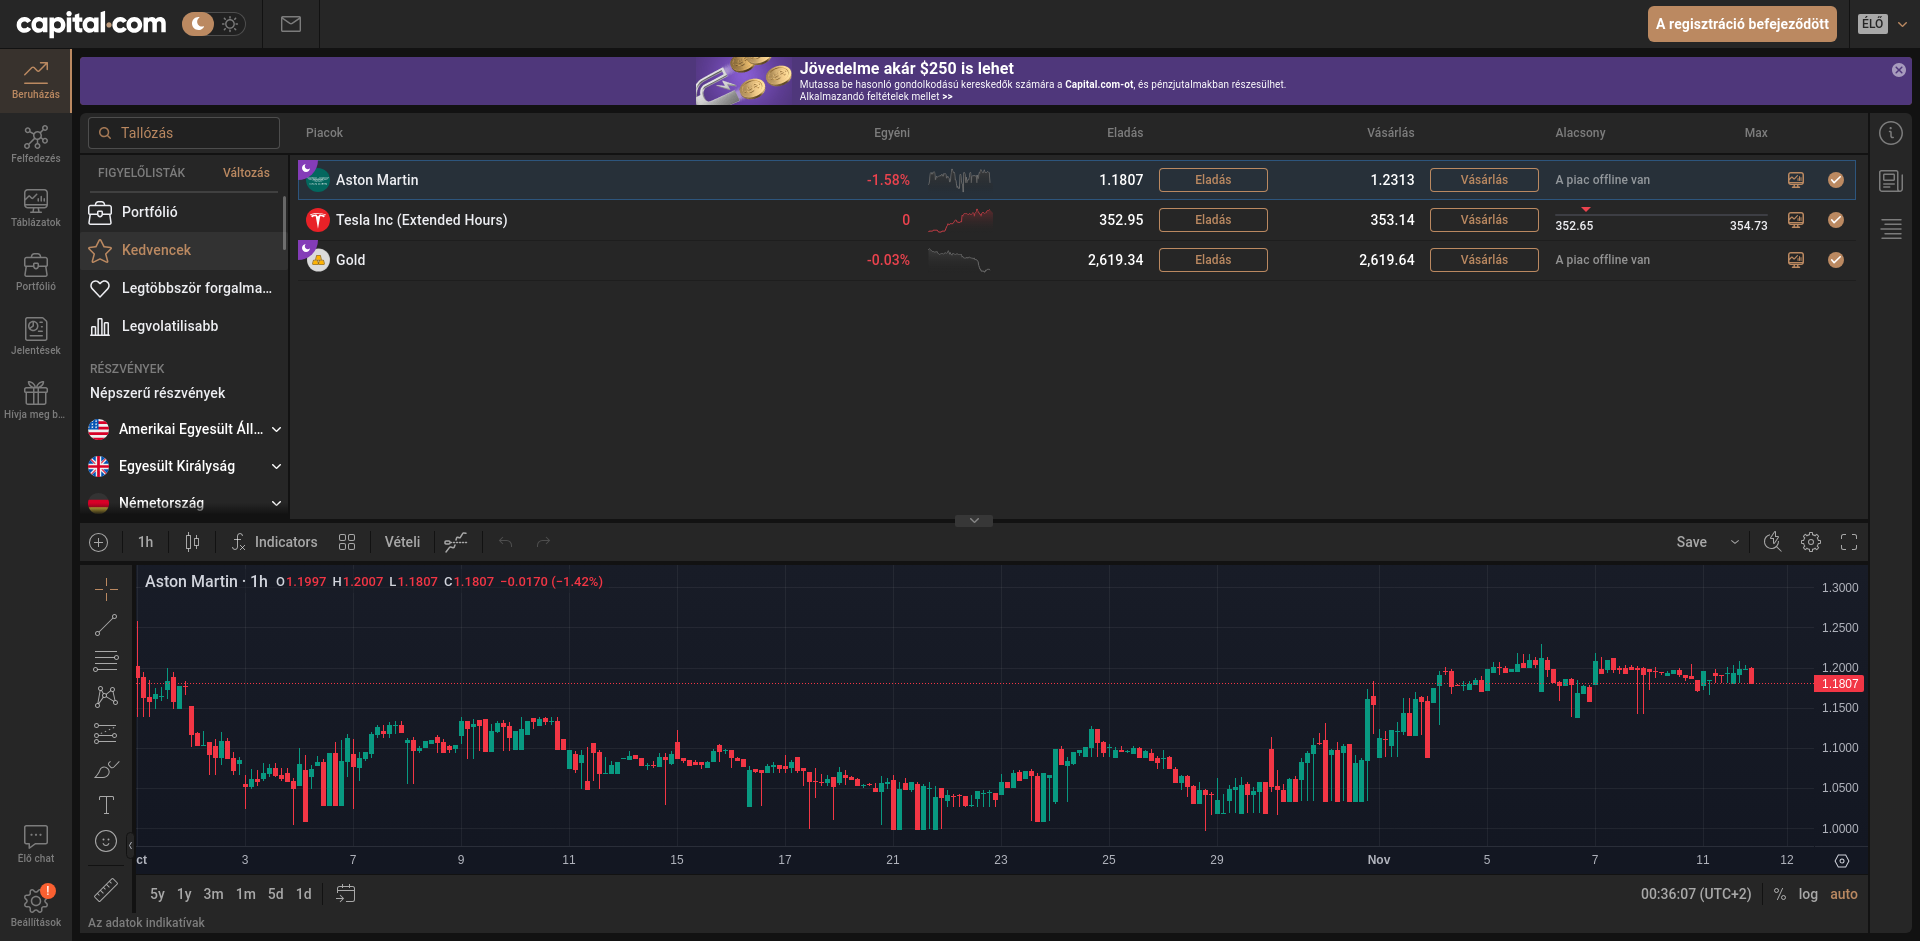 capital.com
A regisztráció befejeződött
ÉLŐ
Beruházás
Felfedezés
Táblázatok
Portfólió
Jelentések
Hívja meg b...
Elő chat
Beállítások
Jövedelme akár $250 is lehet
Mutassa be hasonló gondolkodású kereskedők számára a Capital.com-ot, és pénzjutalmakban részesülhet.
Alkalmazandó feltételek mellet >>
Tallózás
Piacok Egyéni Eladás Vásárlás Alacsony Max
FIGYELŐLISTÁK Változás
Portfólió
Kedvencek
Legtöbbször forgalma...
Legvolatilisabb
RÉSZVÉNYEK
Népszerű részvények
Amerikai Egyesült Áll...
Egyesült Királyság
Németország
Aston Martin -1.58% 1.1807 Eladás 1.2313 Vásárlás A piac offline van
Tesla Inc (Extended Hours) 0 352.95 Eladás 353.14 Vásárlás 352.65 354.73
Gold -0.03% 2,619.34 Eladás 2,619.64 Vásárlás A piac offline van
1h Indicators Vételi Save
Aston Martin · 1h O1.1997 H1.2007 L1.1807 C1.1807 −0.0170 (−1.42%)
1.3000
1.2500
1.2000
1.1807
1.1500
1.1000
1.0500
1.0000
ct 3 7 9 11 15 17 21 23 25 29 Nov 5 7 11 12
5y 1y 3m 1m 5d 1d 00:36:07 (UTC+2) % log auto
Az adatok indikatívak